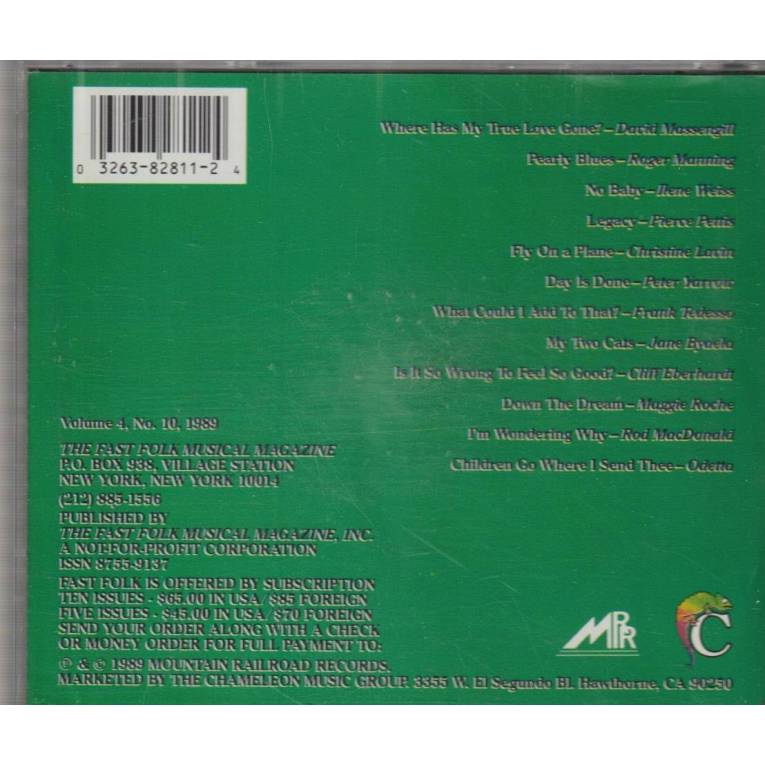 0 3263-82811-2 4
Where Has My True Love Gone?—David Massengill
Pearly Blues—Roger Manning
No Baby—Ilene Weiss
Legacy—Pierce Pettis
Fly On a Plane—Christine Lavin
Day Is Done—Peter Yarrow
What Could I Add To That?—Frank Tedesso
My Two Cats—Jane Byaela
Is It So Wrong To Feel So Good?—Cliff Eberhardt
Down The Dream—Maggie Roche
I'm Wondering Why—Rod MacDonald
Children Go Where I Send Thee—Odetta
Volume 4, No. 10, 1989
THE FAST FOLK MUSICAL MAGAZINE
P.O. BOX 938, VILLAGE STATION
NEW YORK, NEW YORK 10014
(212) 885-1556
PUBLISHED BY
THE FAST FOLK MUSICAL MAGAZINE, INC.
A NOT-FOR-PROFIT CORPORATION
ISSN 8755-9137
FAST FOLK IS OFFERED BY SUBSCRIPTION
TEN ISSUES - $65.00 IN USA/$85 FOREIGN
FIVE ISSUES - $45.00 IN USA/$70 FOREIGN
SEND YOUR ORDER ALONG WITH A CHECK
OR MONEY ORDER FOR FULL PAYMENT TO:
℗ & © 1989 MOUNTAIN RAILROAD RECORDS.
MARKETED BY THE CHAMELEON MUSIC GROUP. 3355 W. El Segundo Bl. Hawthorne, CA 90250
MRR
C